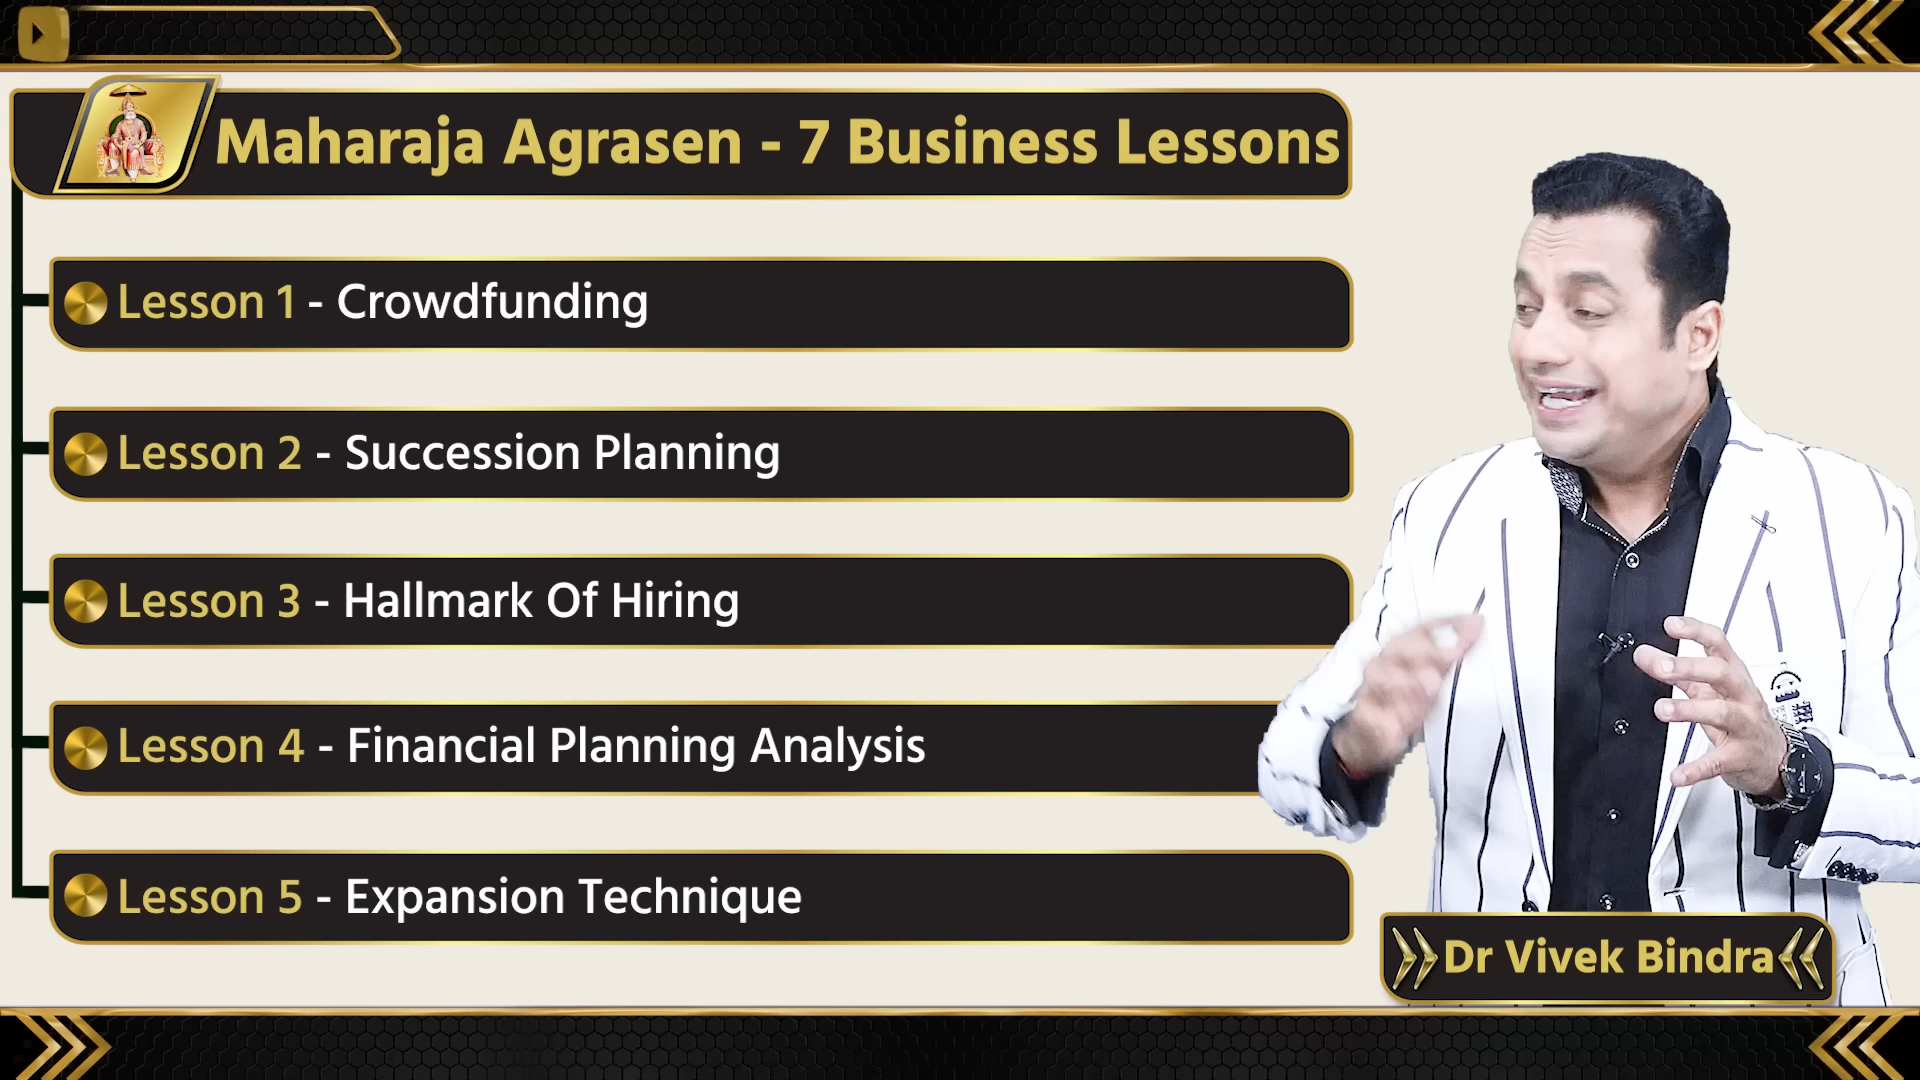 Maharaja Agrasen - 7 Business Lessons
Lesson 1 - Crowdfunding
Lesson 2 - Succession Planning
Lesson 3 - Hallmark Of Hiring
Lesson 4 - Financial Planning Analysis
Lesson 5 - Expansion Technique
Dr Vivek Bindra